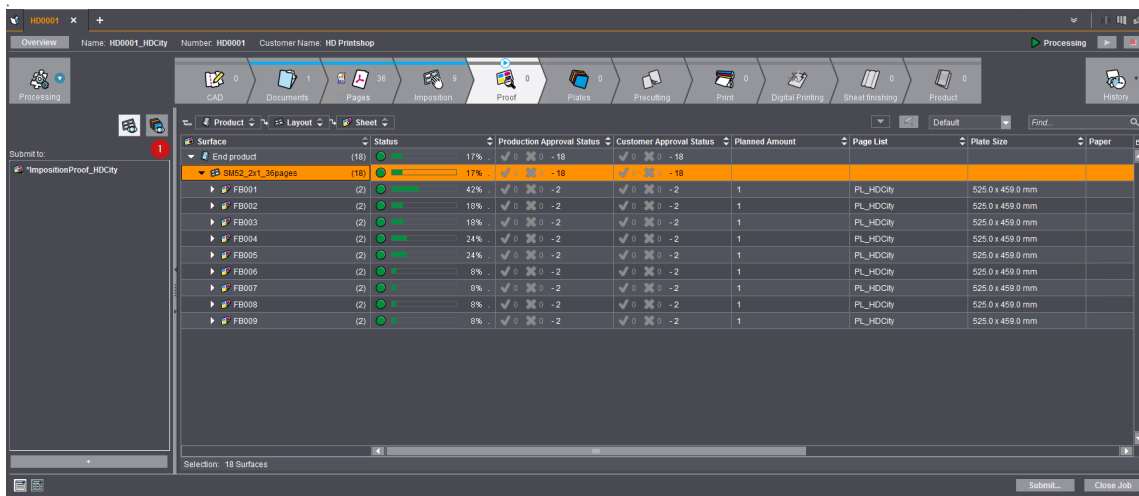 HD0001 × +
Overview Name: HD0001_HDCity Number: HD0001 Customer Name: HD Printshop Processing
Processing
CAD 0
Documents 1
Pages 36
Imposition 9
Proof 0
Plates 0
Precutting
Print 0
Digital Printing
Sheet finishing 0
Product 0
History
Product Layout Sheet Default Find...
1
Submit to:
*ImpositionProof_HDCity
Surface Status Production Approval Status Customer Approval Status Planned Amount Page List Plate Size Paper
End product (18) 17% . 0 0 - 18 0 0 - 18
SM52_2x1_36pages (18) 17% . 0 0 - 18 0 0 - 18
FB001 (2) 42% . 0 0 - 2 0 0 - 2 1 PL_HDCity 525.0 x 459.0 mm
FB002 (2) 18% . 0 0 - 2 0 0 - 2 1 PL_HDCity 525.0 x 459.0 mm
FB003 (2) 18% . 0 0 - 2 0 0 - 2 1 PL_HDCity 525.0 x 459.0 mm
FB004 (2) 24% . 0 0 - 2 0 0 - 2 1 PL_HDCity 525.0 x 459.0 mm
FB005 (2) 24% . 0 0 - 2 0 0 - 2 1 PL_HDCity 525.0 x 459.0 mm
FB006 (2) 8% . 0 0 - 2 0 0 - 2 1 PL_HDCity 525.0 x 459.0 mm
FB007 (2) 8% . 0 0 - 2 0 0 - 2 1 PL_HDCity 525.0 x 459.0 mm
FB008 (2) 8% . 0 0 - 2 0 0 - 2 1 PL_HDCity 525.0 x 459.0 mm
FB009 (2) 8% . 0 0 - 2 0 0 - 2 1 PL_HDCity 525.0 x 459.0 mm
+
Selection: 18 Surfaces
Submit... Close Job